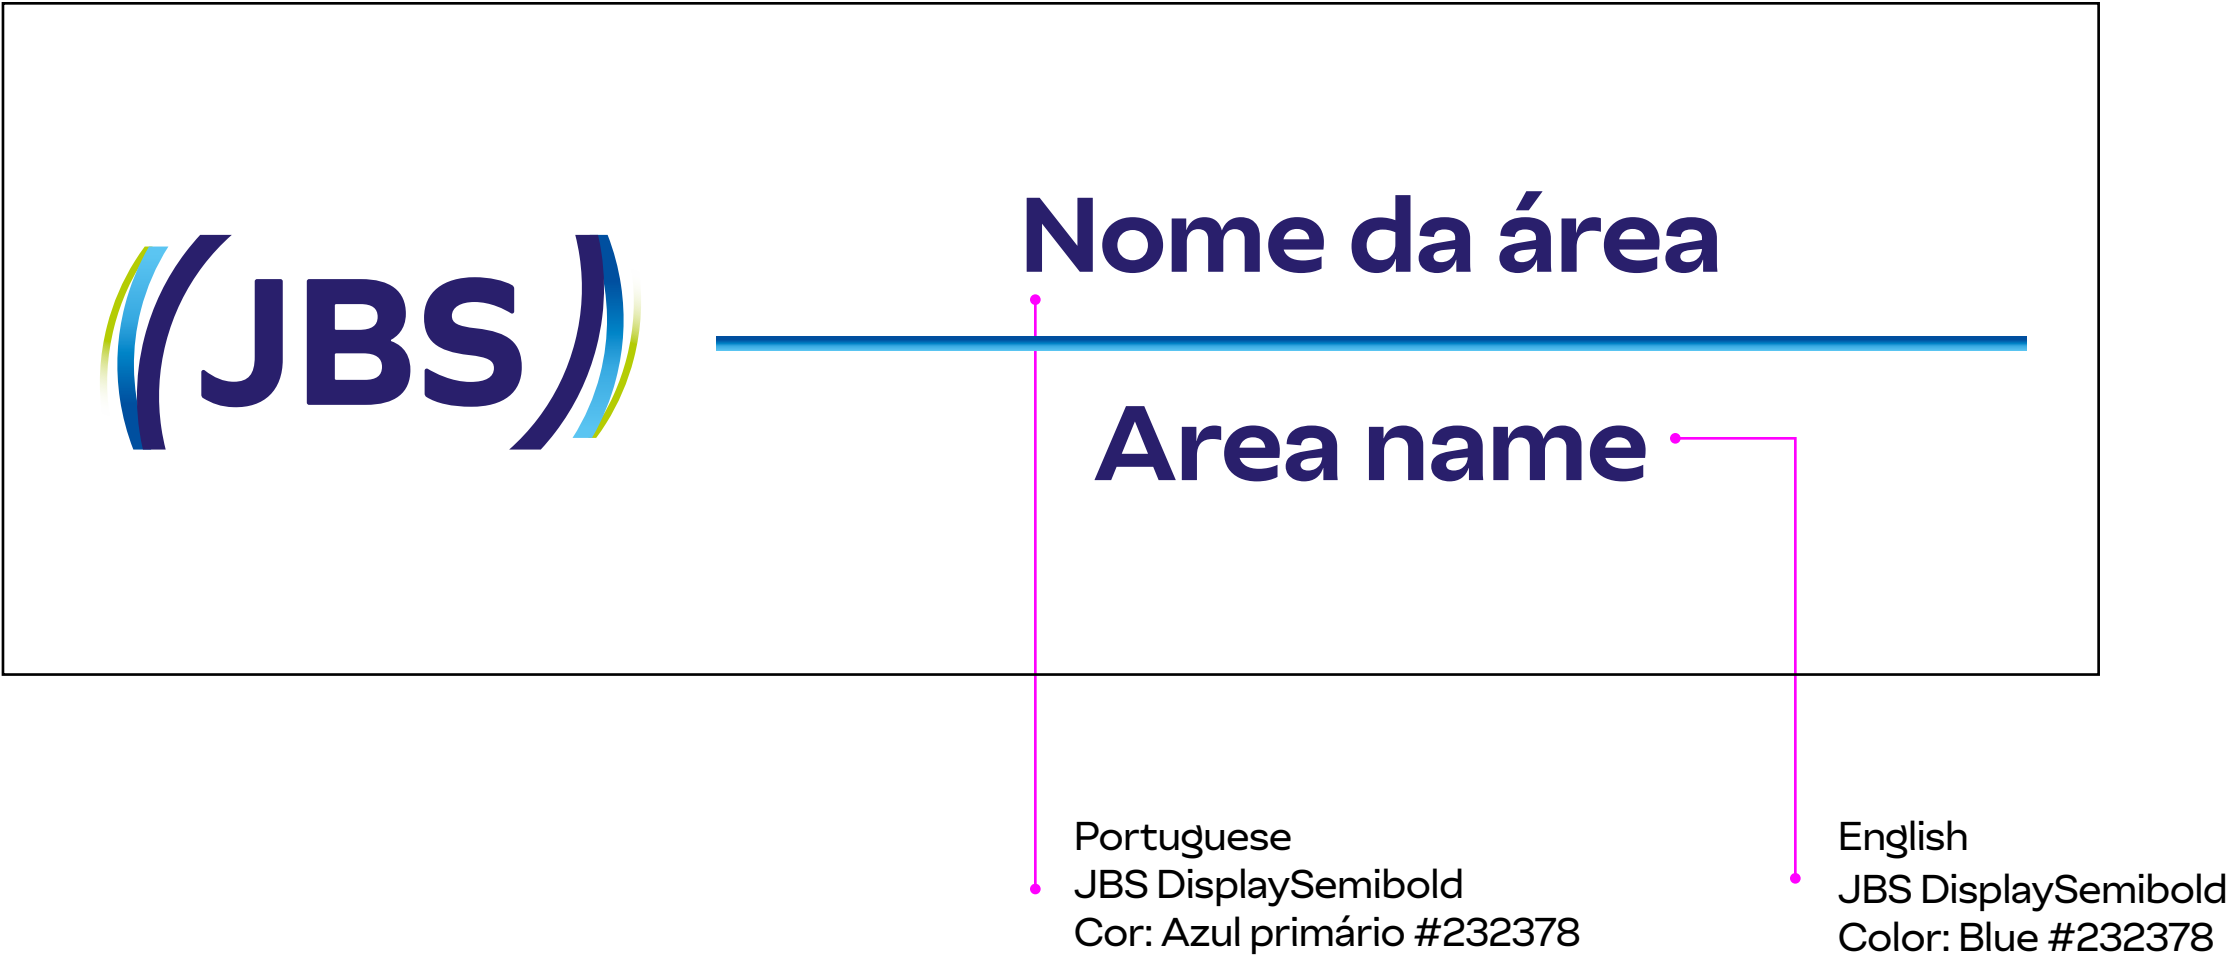 (JBS)
Nome da área
Area name
Portuguese
JBS DisplaySemibold
Cor: Azul primário #232378
English
JBS DisplaySemibold
Color: Blue #232378